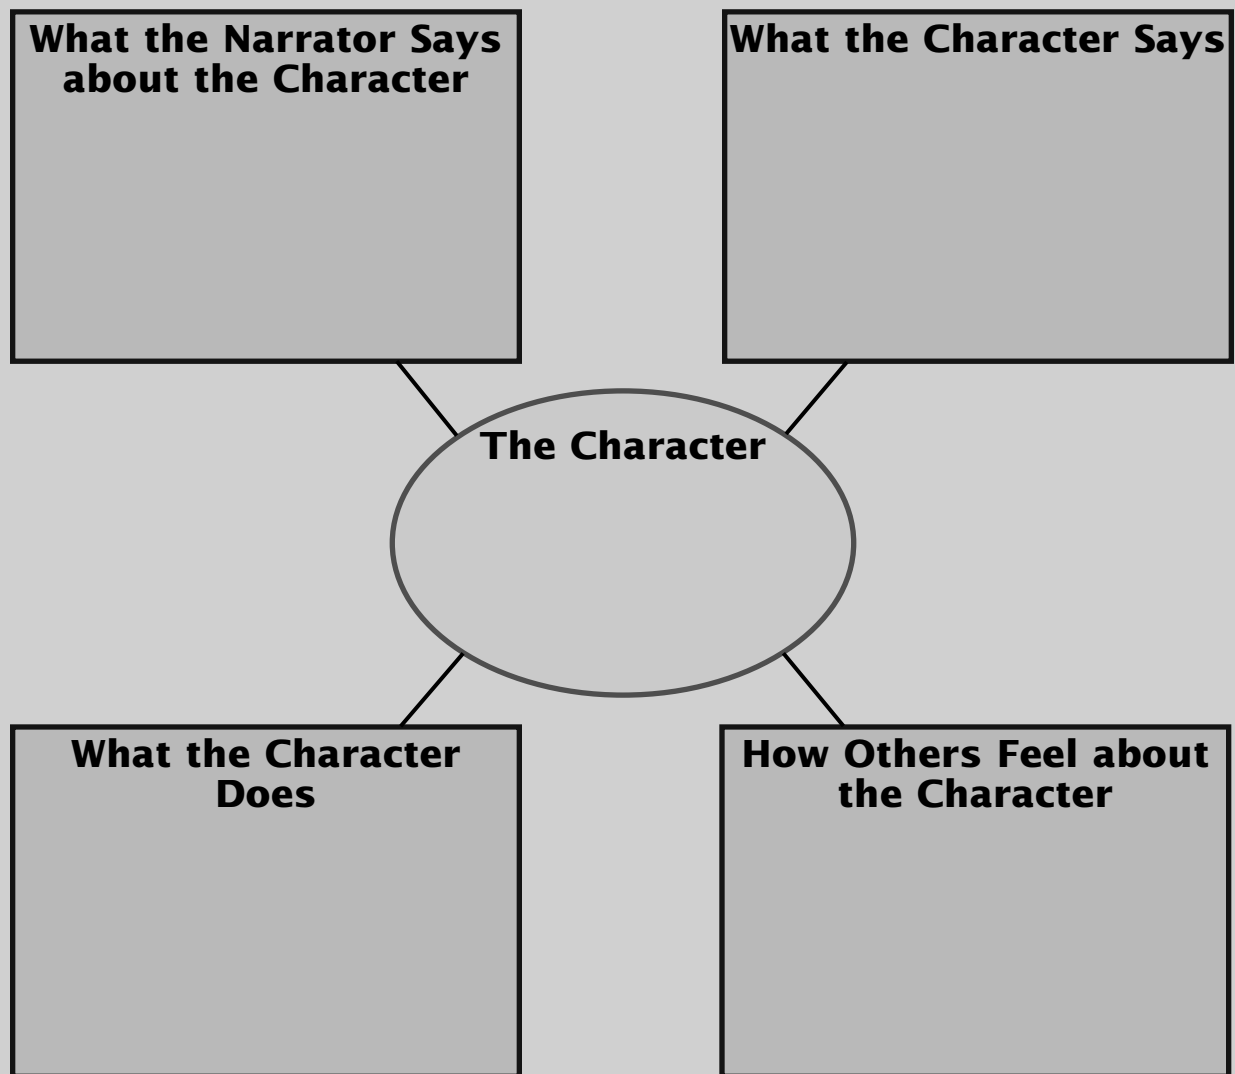 What the Narrator Says
about the Character
What the Character Says
The Character
What the Character
Does
How Others Feel about
the Character